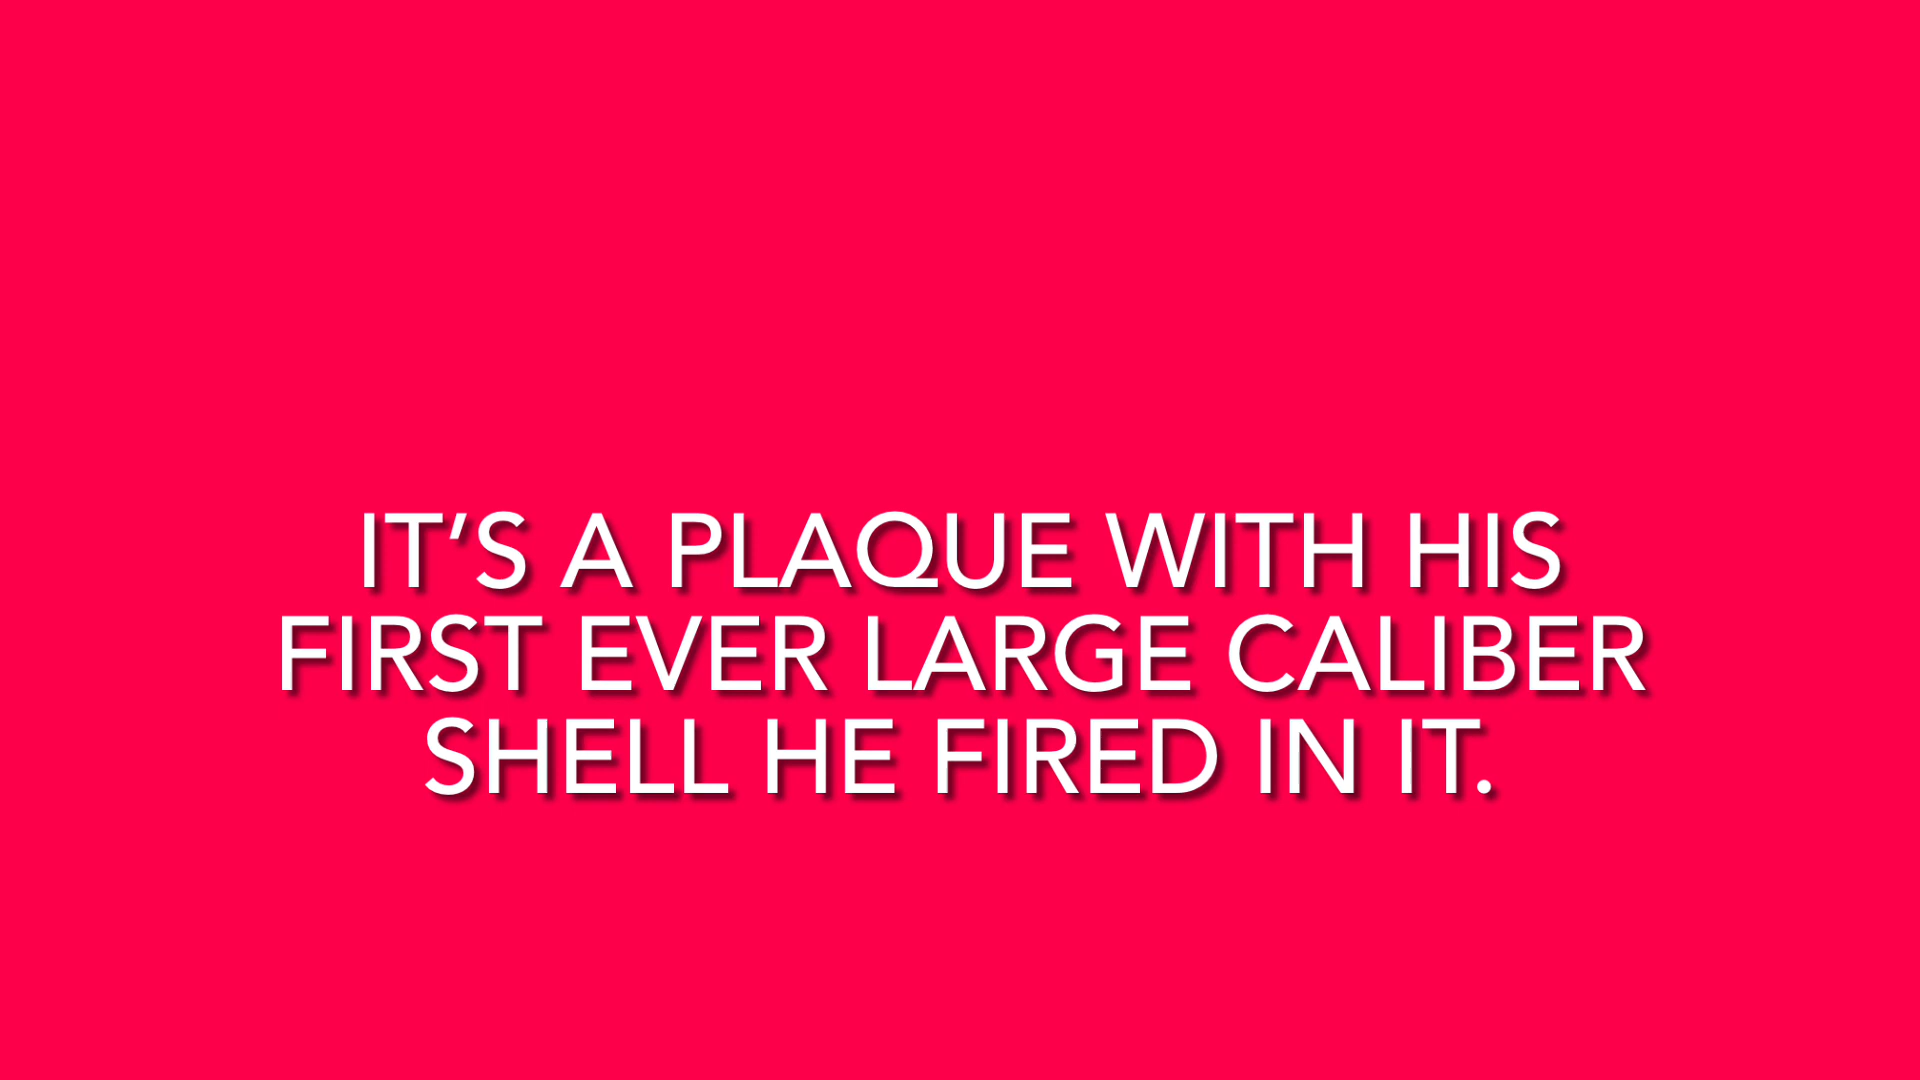 IT’S A PLAQUE WITH HIS
FIRST EVER LARGE CALIBER
SHELL HE FIRED IN IT.